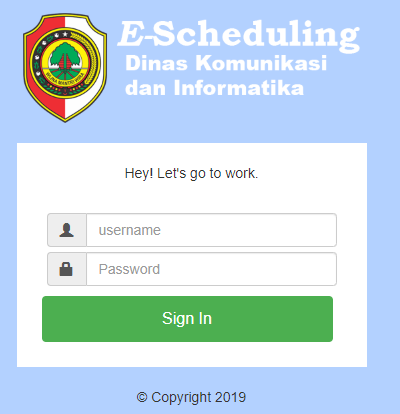 E-Scheduling
Dinas Komunikasi
dan Informatika
Hey! Let's go to work.
username
Password
Sign In
© Copyright 2019